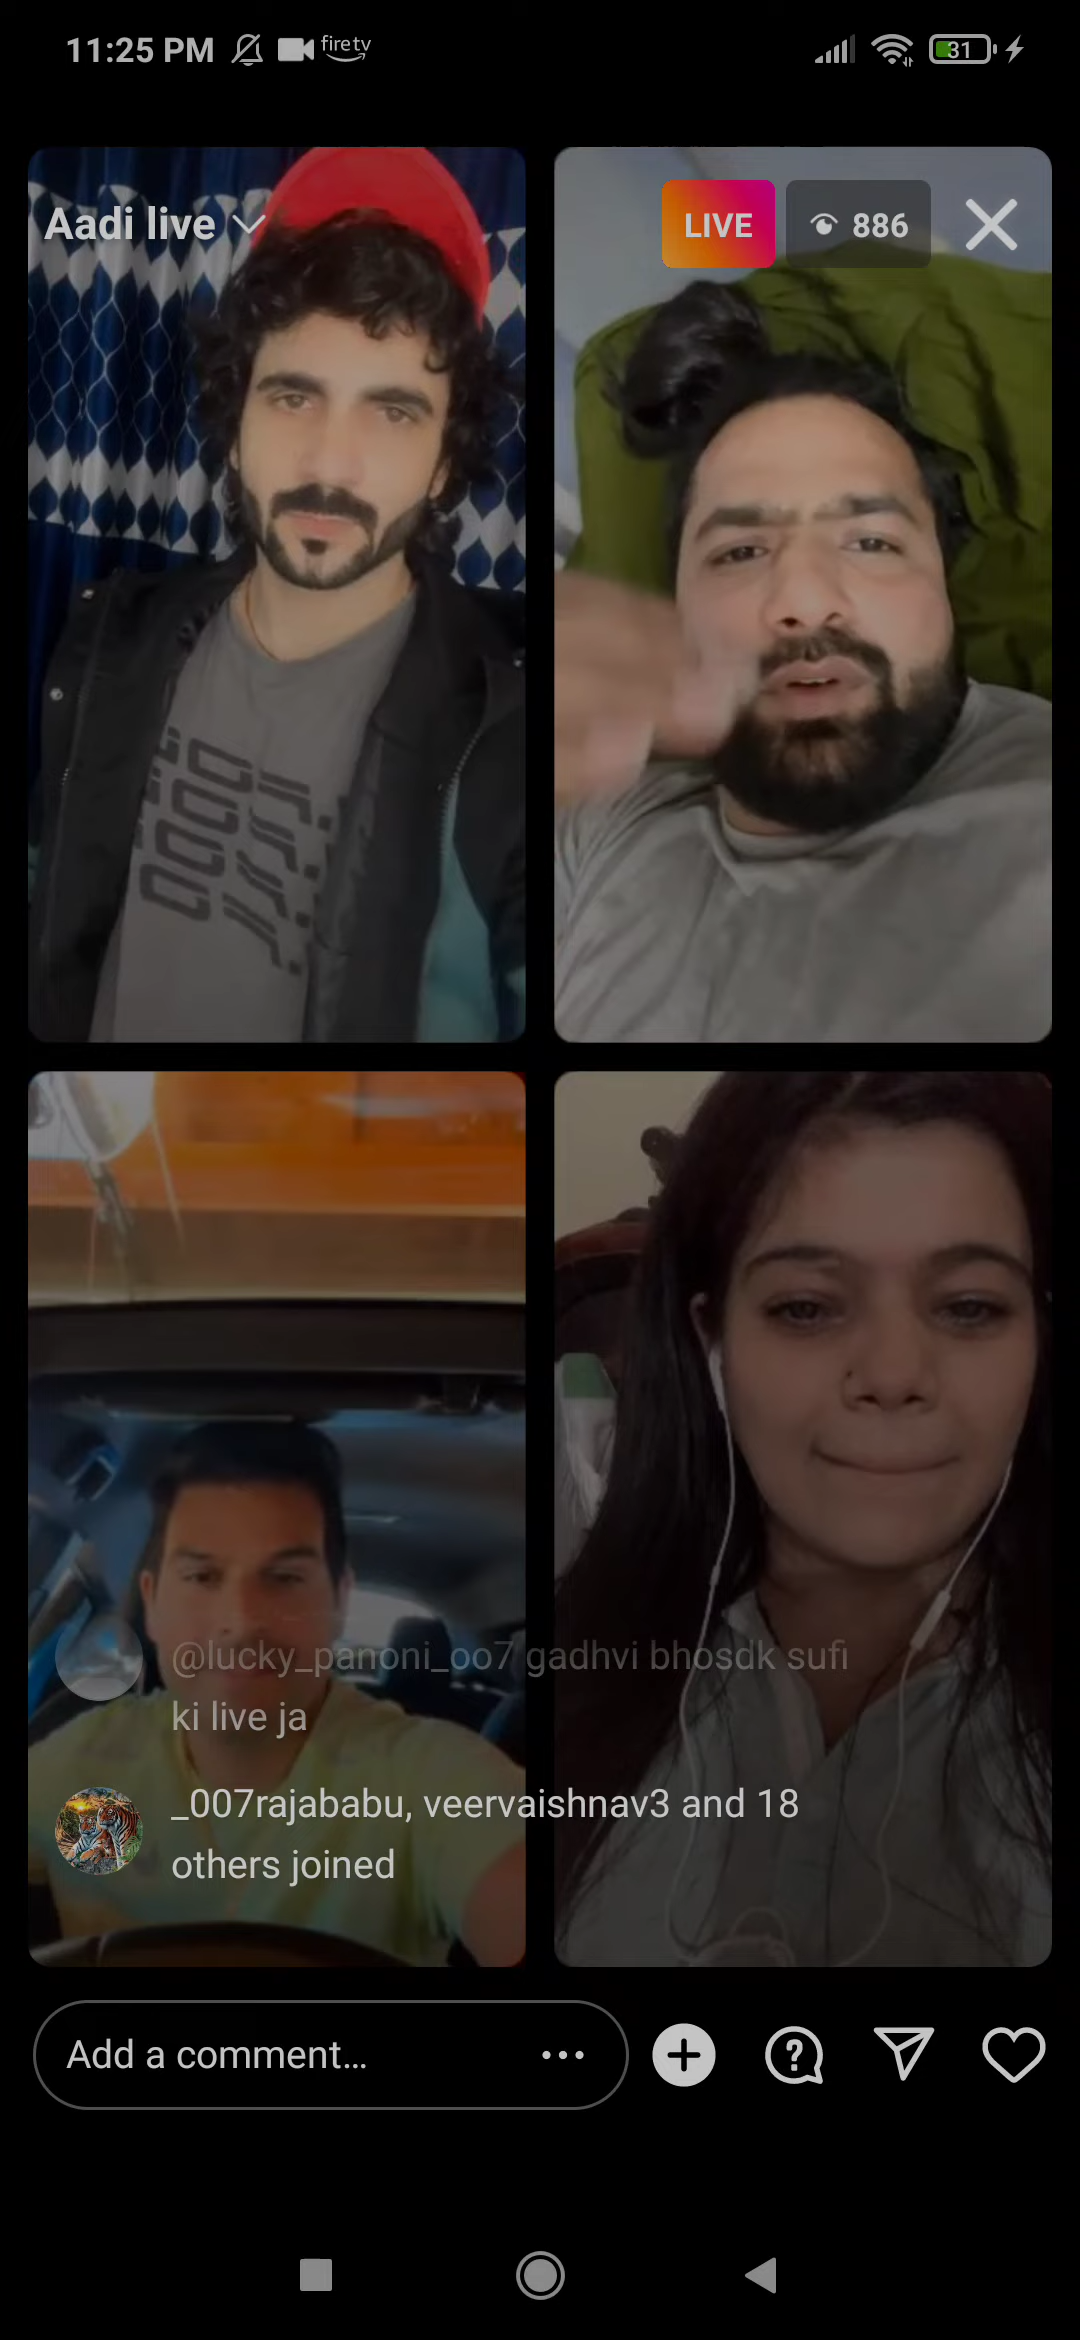 11:25 PM firetv 31
Aadi live LIVE 886
@lucky_panoni_oo7 gadhvi bhosdk sufi
ki live ja
_007rajababu, veervaishnav3 and 18
others joined
Add a comment...